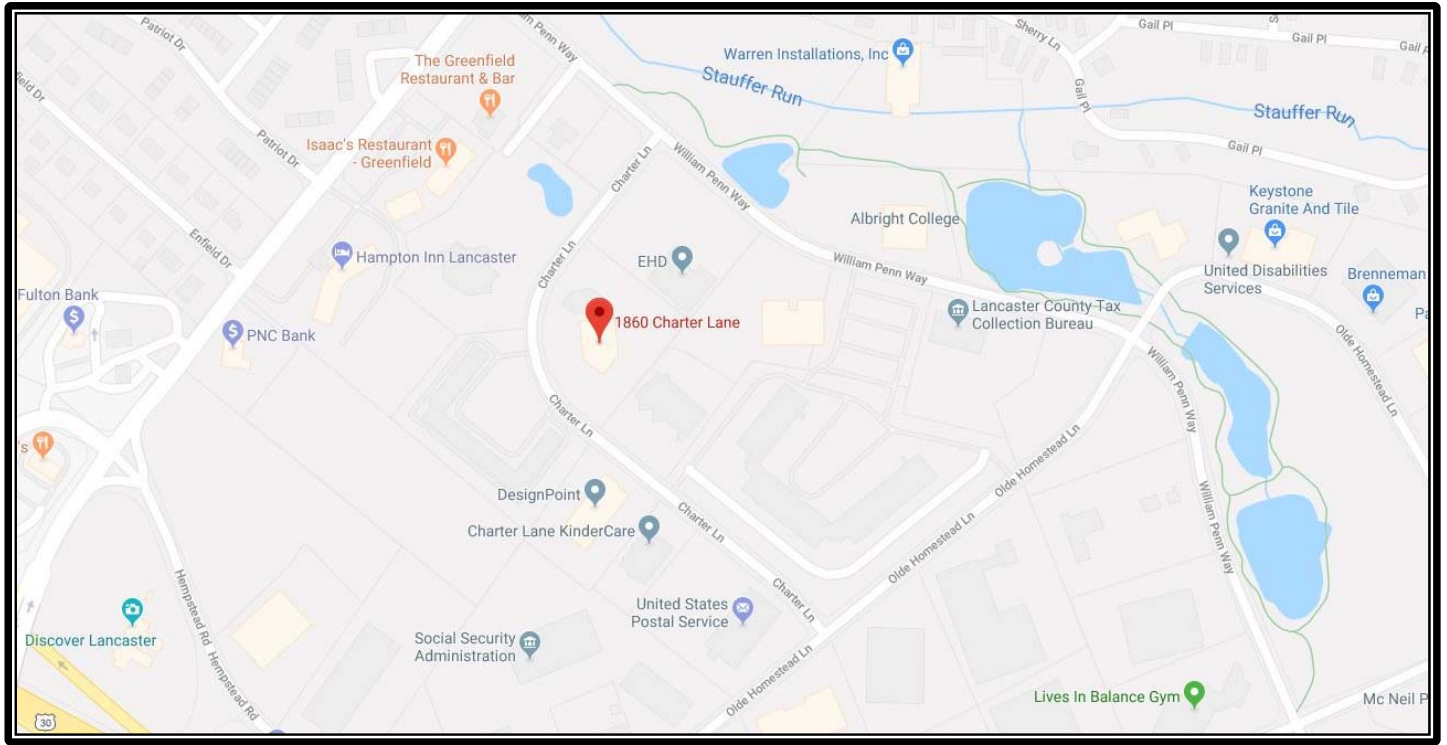 Patriot Dr
William Penn Way
Sherry Ln
Gail Pl
Gail Pl
Gail P
The Greenfield
Restaurant & Bar
Warren Installations, Inc
Stauffer Run
Stauffer Run
Gail Pl
Gail Pl
Enfield Dr
Patriot Dr
Isaac's Restaurant
- Greenfield
Charter Ln
William Penn Way
Keystone
Granite And Tile
Albright College
Enfield Dr
Hampton Inn Lancaster
Charter Ln
EHD
William Penn Way
United Disabilities
Services
Brenneman
Fulton Bank
PNC Bank
1860 Charter Lane
Lancaster County Tax
Collection Bureau
Pa
Olde Homestead Ln
William Penn Way
Charter Ln
's
Olde Homestead Ln
DesignPoint
Charter Lane KinderCare
Charter Ln
William Penn Way
Olde Homestead Ln
Hempstead Rd
Charter Ln
United States
Postal Service
Discover Lancaster
Social Security
Administration
Hempstead Rd
Olde Homestead Ln
Lives In Balance Gym
Mc Neil P
30